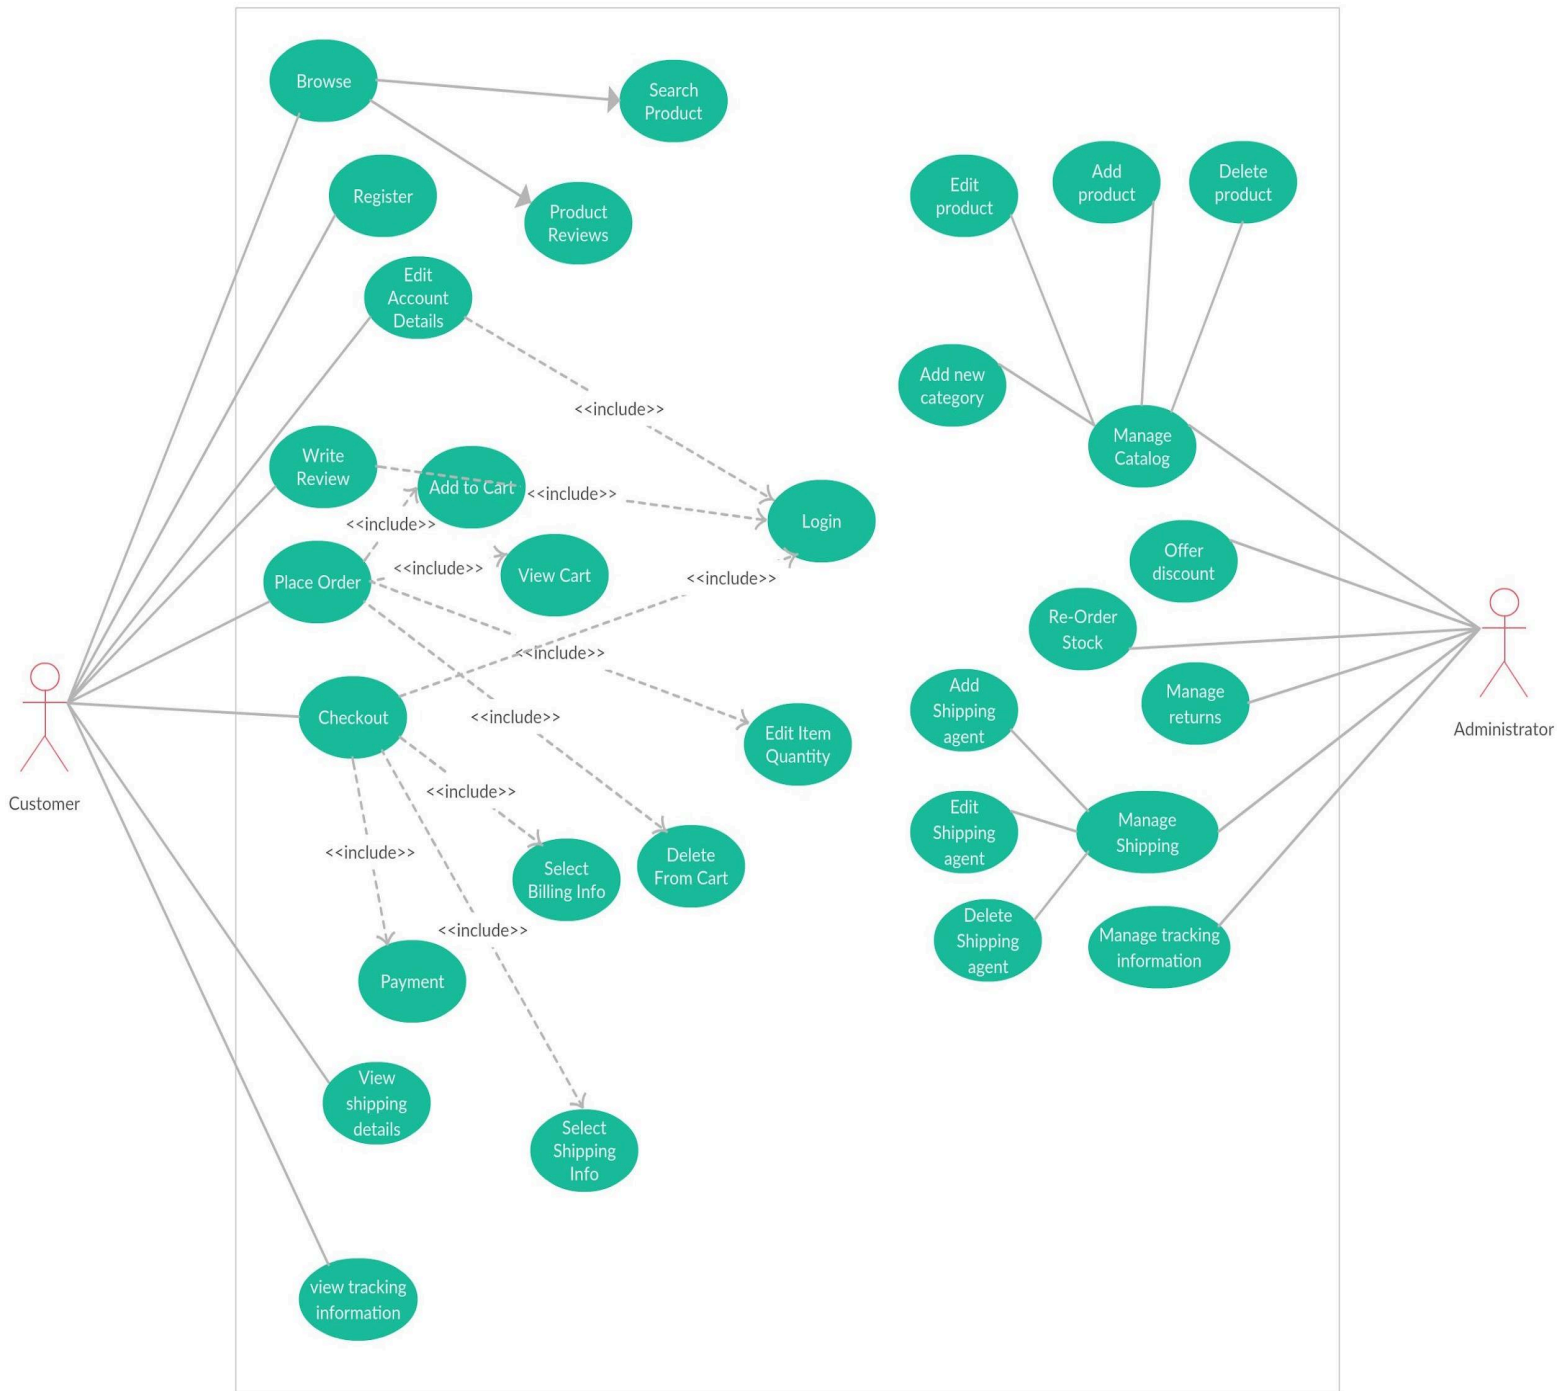 Browse
Search
Product
Register
Product
Reviews
Edit
product
Add
product
Delete
product
Edit
Account
Details
Add new
category
<<include>>
Manage
Catalog
Write
Review
Add to Cart
<<include>>
Login
<<include>>
Place Order
<<include>>
View Cart
<<include>>
Offer
discount
Re-Order
Stock
<<include>>
Add
Shipping
agent
Manage
returns
Checkout
<<include>>
Edit Item
Quantity
Administrator
Customer
<<include>>
Edit
Shipping
agent
Manage
Shipping
<<include>>
Select
Billing Info
Delete
From Cart
<<include>>
Delete
Shipping
agent
Manage tracking
information
Payment
View
shipping
details
Select
Shipping
Info
view tracking
information